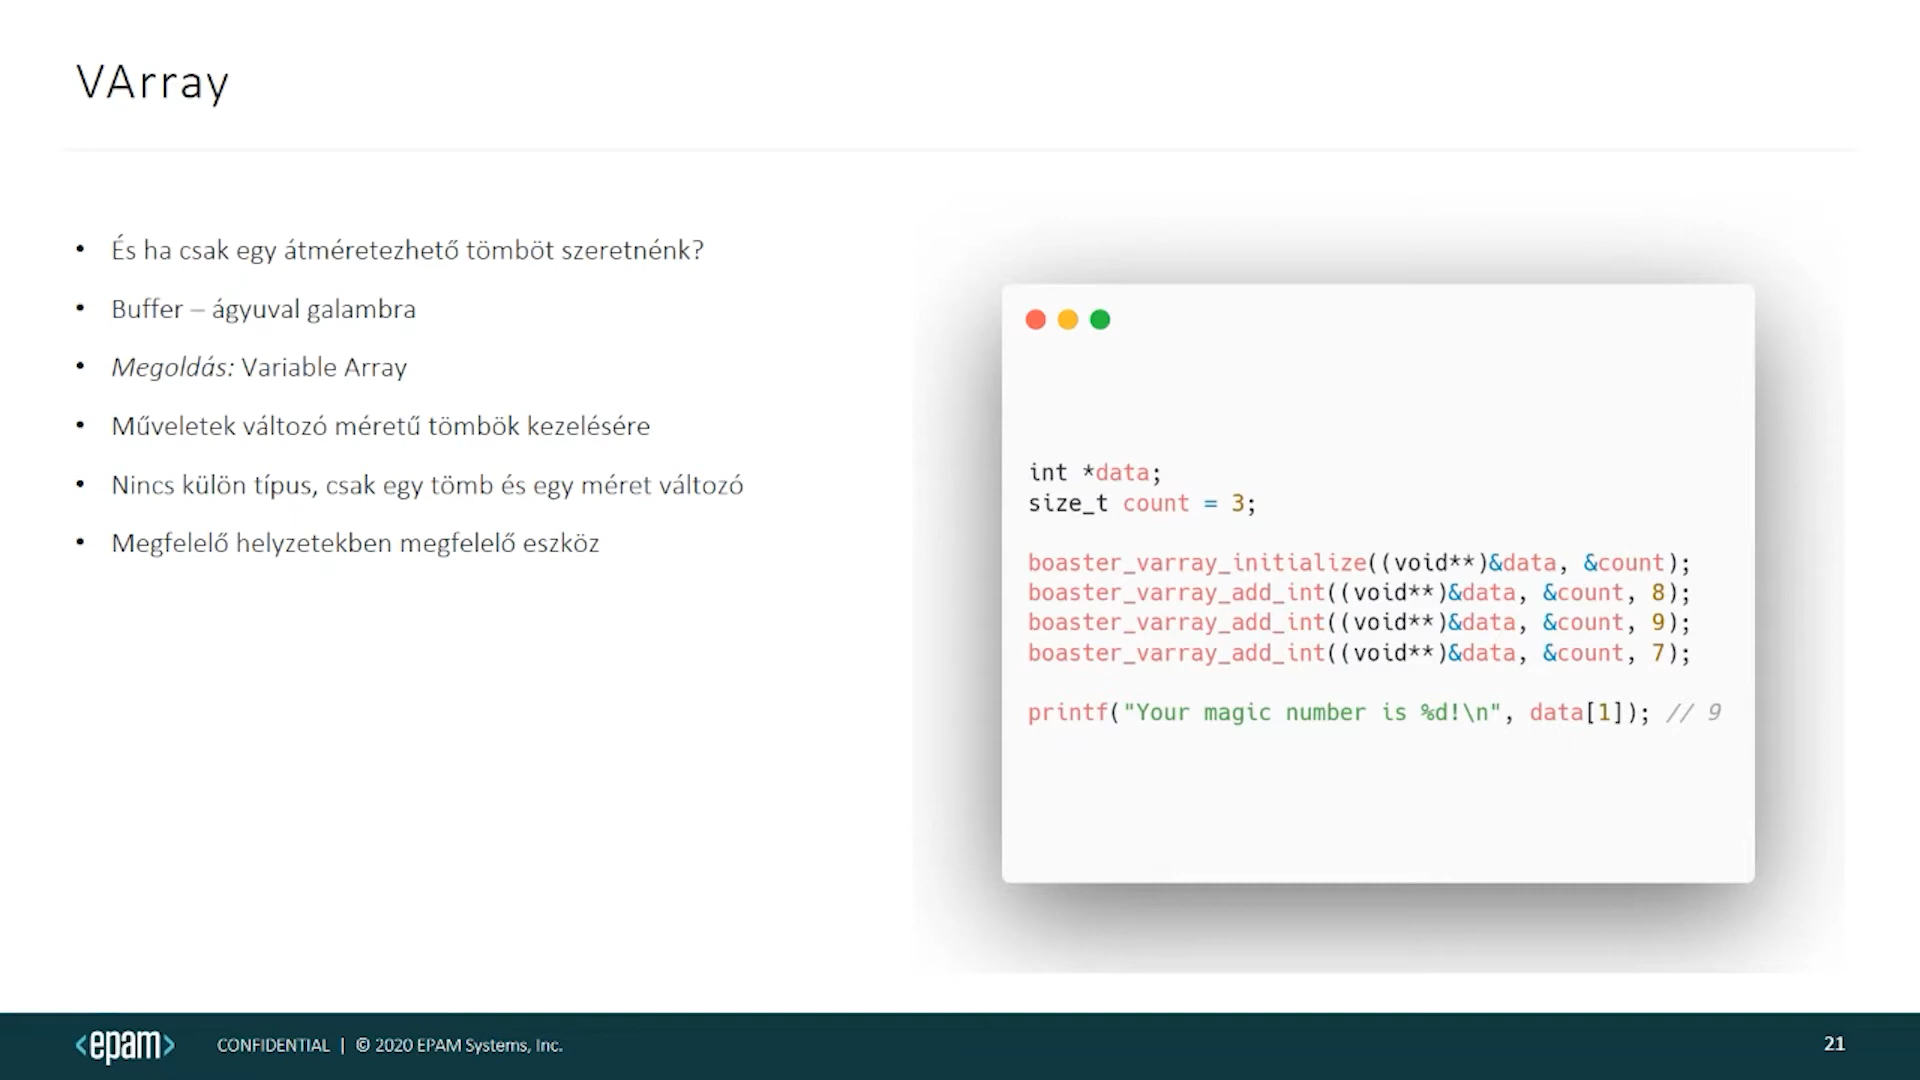 VArray
• És ha csak egy átméretezhető tömböt szeretnénk?
• Buffer – ágyuval galambra
• Megoldás: Variable Array
• Műveletek változó méretű tömbök kezelésére
• Nincs külön típus, csak egy tömb és egy méret változó
• Megfelelő helyzetekben megfelelő eszköz
int *data;
size_t count = 3;
boaster_varray_initialize((void**)&data, &count);
boaster_varray_add_int((void**)&data, &count, 8);
boaster_varray_add_int((void**)&data, &count, 9);
boaster_varray_add_int((void**)&data, &count, 7);
printf("Your magic number is %d!\n", data[1]); // 9
<epam> CONFIDENTIAL | © 2020 EPAM Systems, Inc. 21